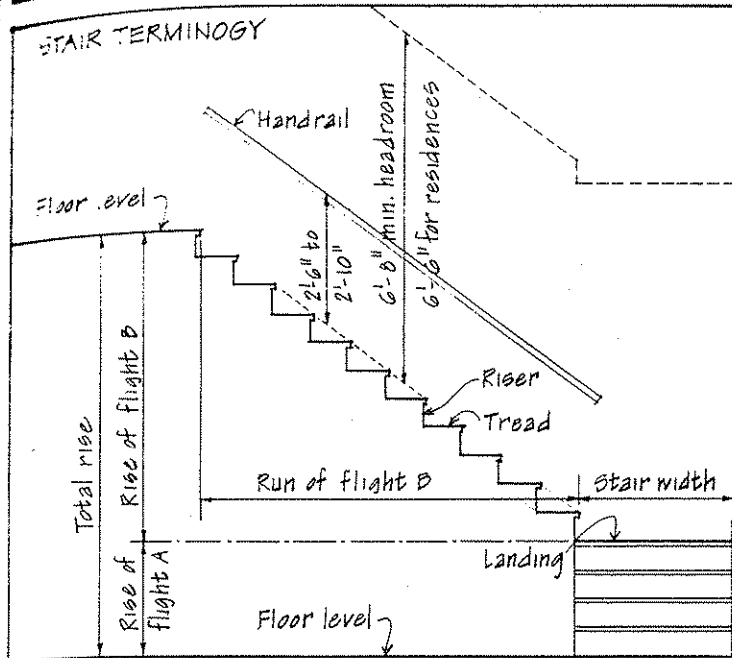 STAIR TERMINOGY
Handrail
Floor level
2'-6" to
2'-10"
6'-8" min. headroom
6'-6" for residences
Riser
Tread
Total rise
Rise of flight B
Run of flight B
Stair width
Landing
Rise of
flight A
Floor level